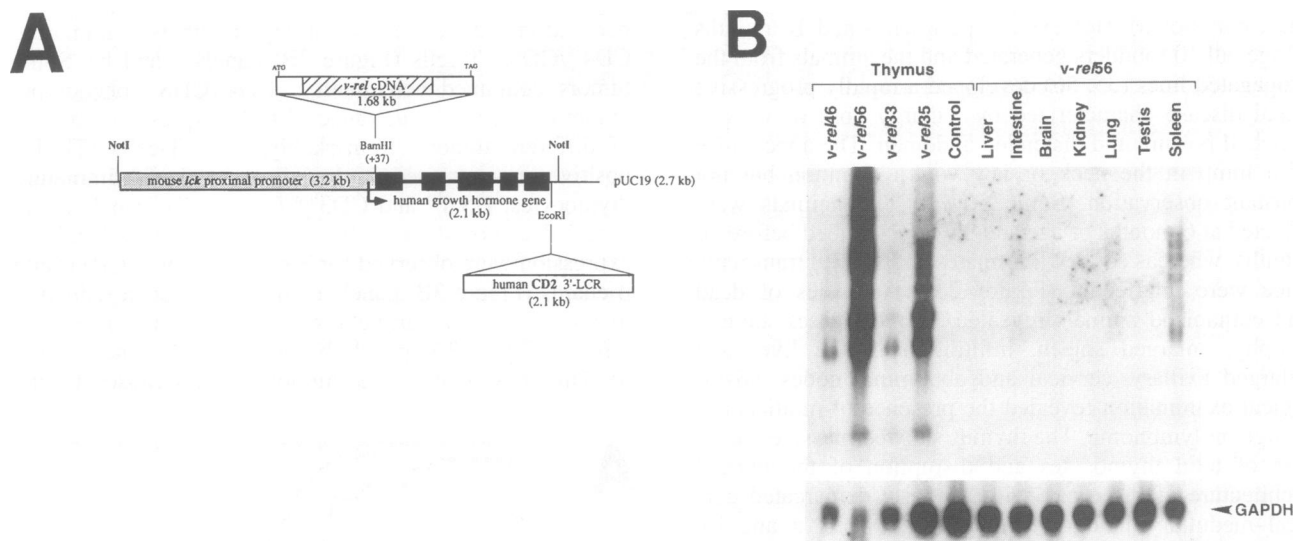 A
ATG
TAG
v-rel cDNA
1.68 kb
NotI
BamHI
(+37)
NotI
mouse lck proximal promoter (3.2 kb)
pUC19 (2.7 kb)
human growth hormone gene
(2.1 kb)
EcoRI
human CD2 3'-LCR
(2.1 kb)
B
Thymus
v-rel56
v-rel46
v-rel56
v-rel33
v-rel35
Control
Liver
Intestine
Brain
Kidney
Lung
Testis
Spleen
GAPDH